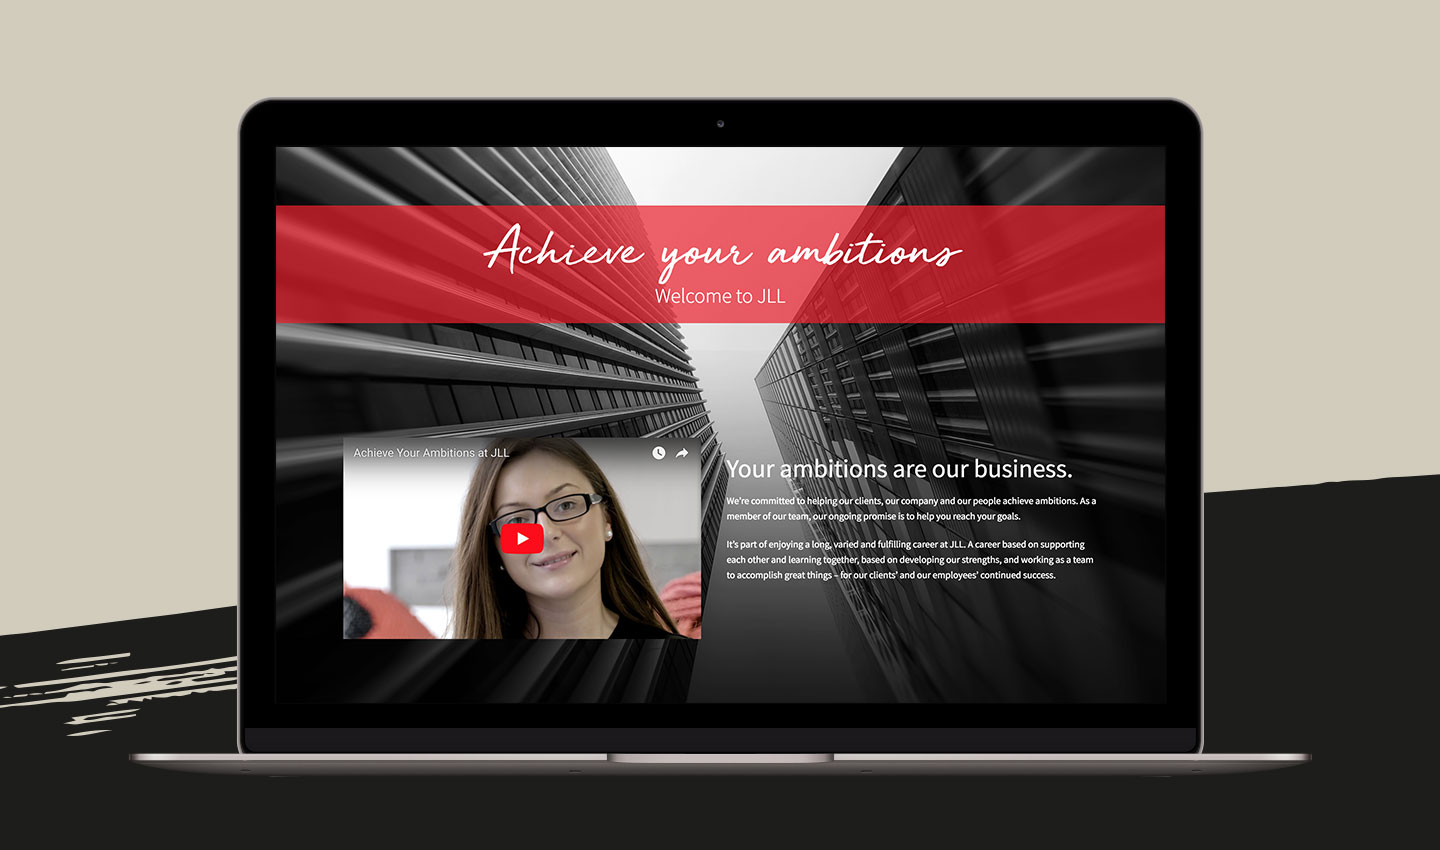 Achieve your ambitions
Welcome to JLL
Achieve Your Ambitions at JLL
Your ambitions are our business.
We're committed to helping our clients, our company and our people achieve ambitions. As a
member of our team, our ongoing promise is to help you reach your goals.
It's part of enjoying a long, varied and fulfilling career at JLL. A career based on supporting
each other and learning together, based on developing our strengths, and working as a team
to accomplish great things – for our clients' and our employees' continued success.